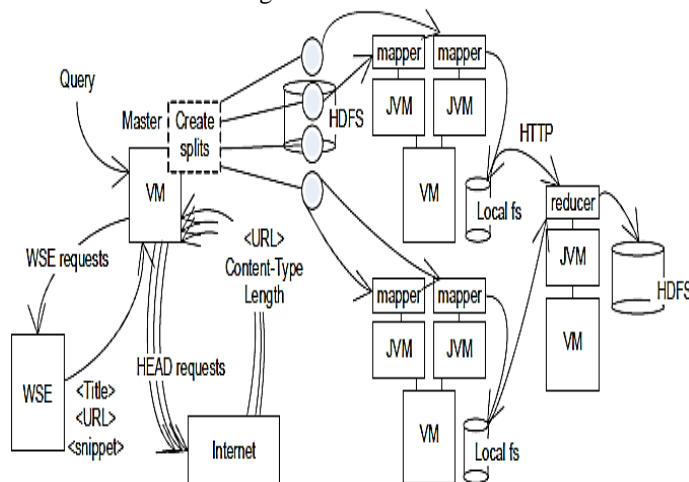 Query
Master
Create
splits
VM
HDFS
mapper
mapper
JVM
JVM
VM
HTTP
Local fs
reducer
JVM
VM
HDFS
<URL>
Content-Type
Length
WSE requests
HEAD requests
WSE
<Title>
<URL>
<snippet>
Internet
mapper
mapper
JVM
JVM
VM
Local fs